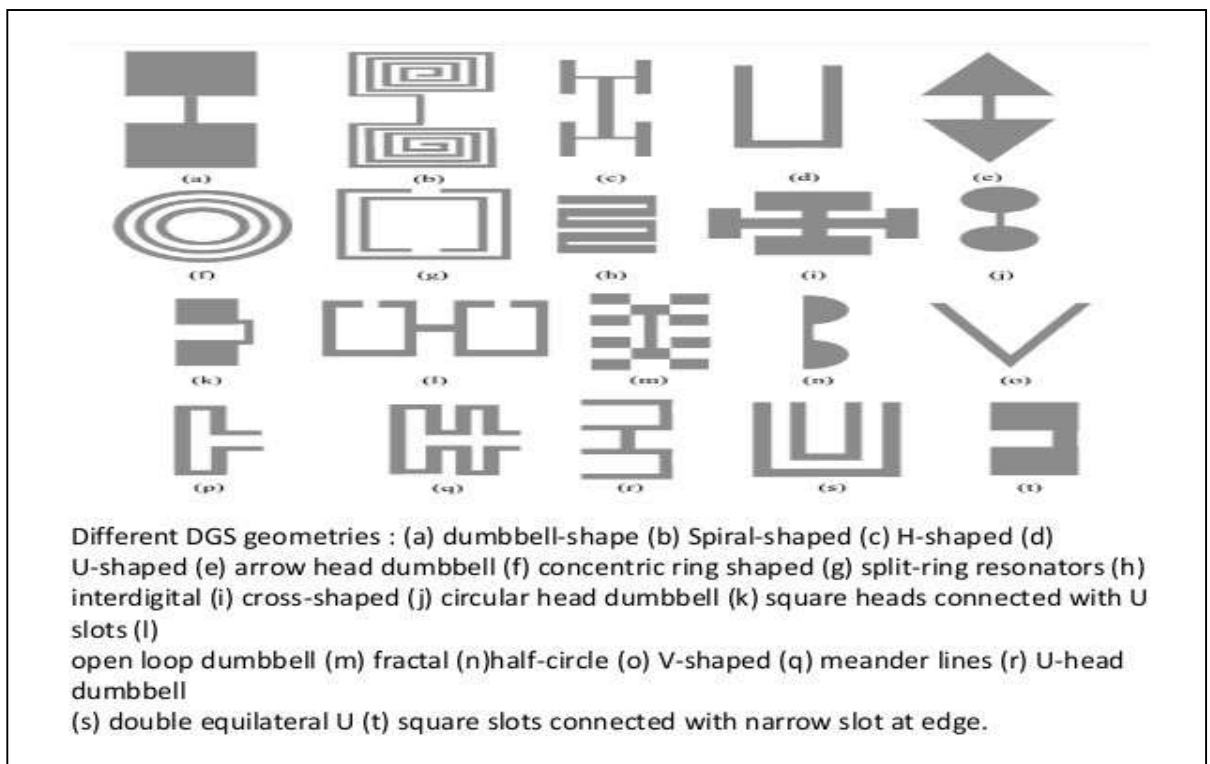 (a) (b) (c) (d) (e)
(f) (g) (h) (i) (j)
(k) (l) (m) (n) (o)
(p) (q) (r) (s) (t)
Different DGS geometries : (a) dumbbell-shape (b) Spiral-shaped (c) H-shaped (d)
U-shaped (e) arrow head dumbbell (f) concentric ring shaped (g) split-ring resonators (h)
interdigital (i) cross-shaped (j) circular head dumbbell (k) square heads connected with U
slots (l)
open loop dumbbell (m) fractal (n)half-circle (o) V-shaped (q) meander lines (r) U-head
dumbbell
(s) double equilateral U (t) square slots connected with narrow slot at edge.